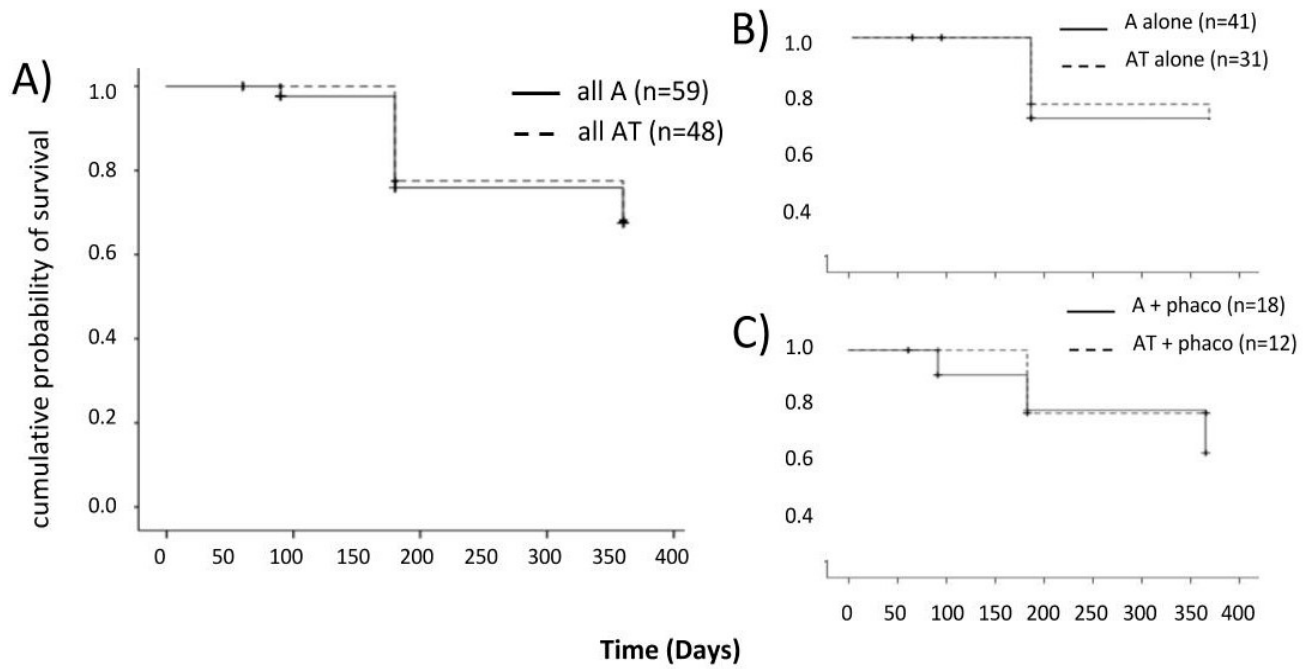 A)
cumulative probability of survival
1.0
0.8
0.6
0.4
0.2
0.0
0 50 100 150 200 250 300 350 400
all A (n=59)
all AT (n=48)
B)
1.0
0.8
0.6
0.4
A alone (n=41)
AT alone (n=31)
C)
1.0
0.8
0.6
0.4
A + phaco (n=18)
AT + phaco (n=12)
0 50 100 150 200 250 300 350 400
Time (Days)